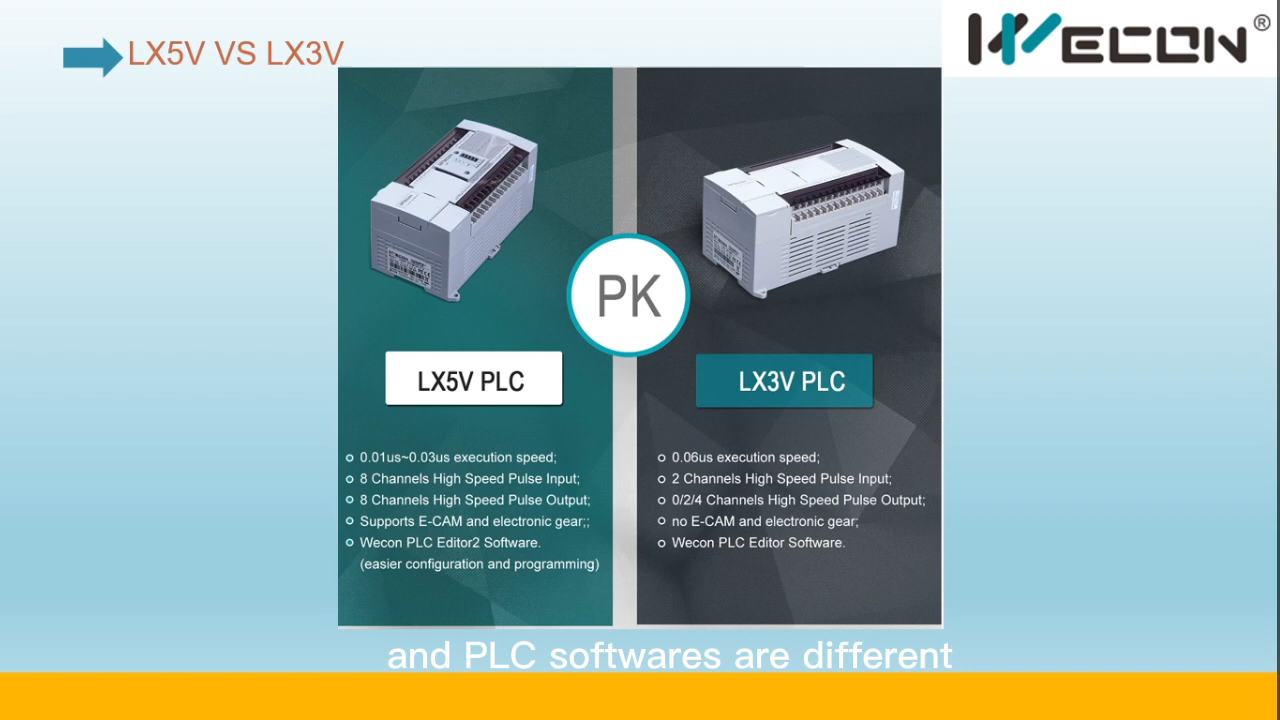 LX5V VS LX3V
WECON®
PK
LX5V PLC
0.01us~0.03us execution speed;
8 Channels High Speed Pulse Input;
8 Channels High Speed Pulse Output;
Supports E-CAM and electronic gear;;
Wecon PLC Editor2 Software.
(easier configuration and programming)
LX3V PLC
0.06us execution speed;
2 Channels High Speed Pulse Input;
0/2/4 Channels High Speed Pulse Output;
no E-CAM and electronic gear;
Wecon PLC Editor Software.
and PLC softwares are different